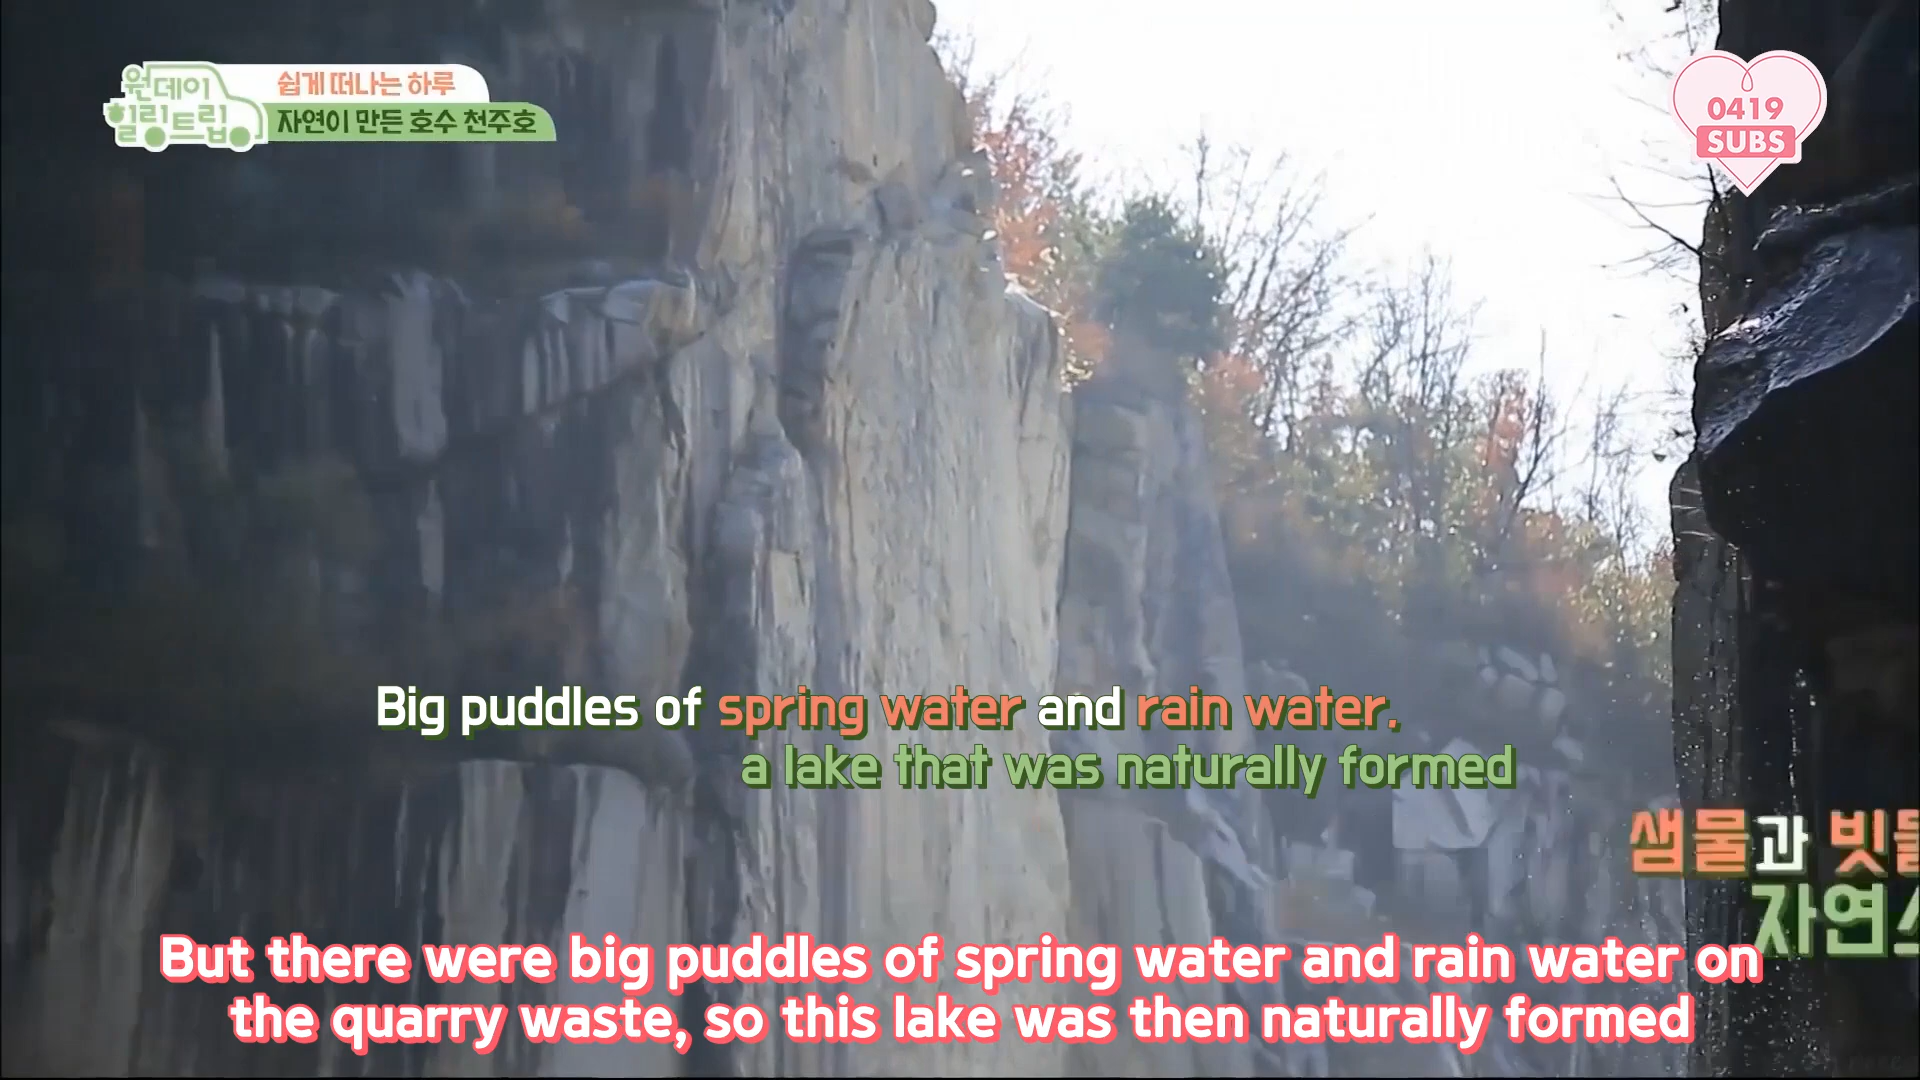 원데이
힐링트립
쉽게 떠나는 하루
자연이 만든 호수 천주호
0419
SUBS
Big puddles of spring water and rain water.
a lake that was naturally formed
샘물과
자연
But there were big puddles of spring water and rain water on
the quarry waste, so this lake was then naturally formed